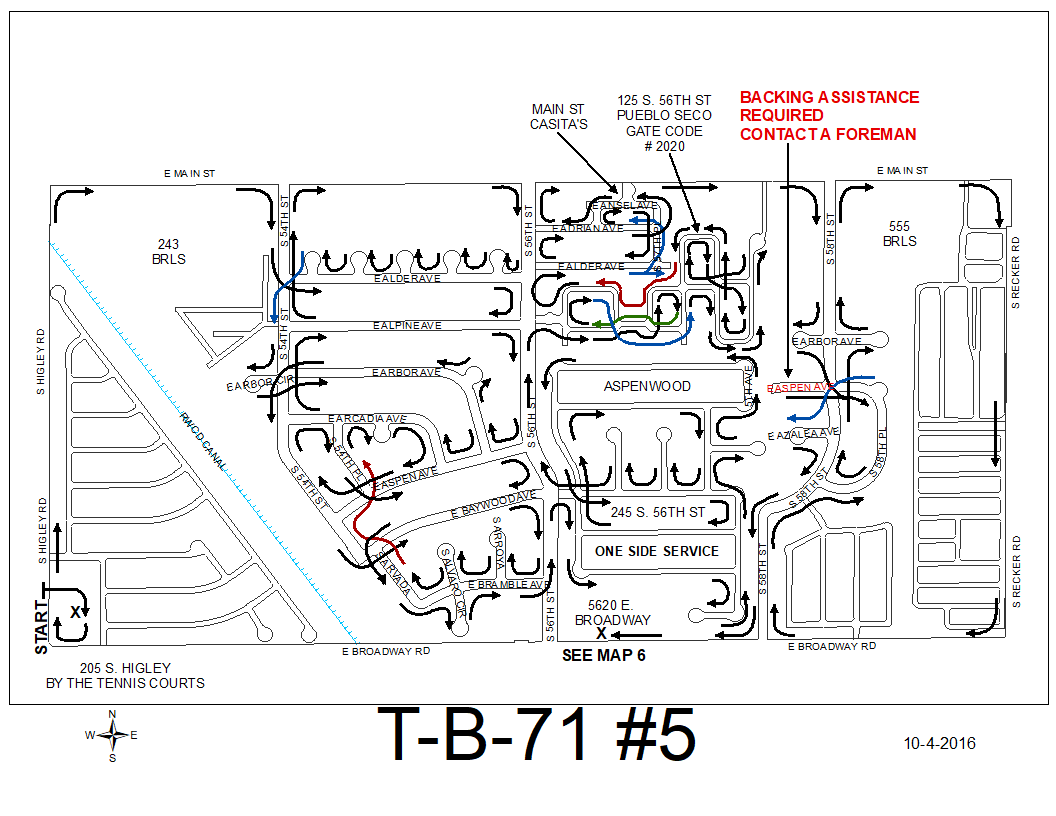 BACKING ASSISTANCE
REQUIRED
CONTACT A FOREMAN
MAIN ST
CASITA'S
125 S. 56TH ST
PUEBLO SECO
GATE CODE
# 2020
E MAIN ST
E MAIN ST
243
BRLS
555
BRLS
S 54TH ST
S 56TH ST
S 58TH ST
S RECKER RD
E ANSEL AVE
E ADRIAN AVE
S 57TH PL
E ALDER AVE
E ALDER AVE
S 54TH ST
E ALPINE AVE
E ARBOR AVE
S HIGLEY RD
E ARBOR CIR
E ARBOR AVE
ASPENWOOD
E ASPEN AVE
E ARCADIA AVE
S 56TH ST
E AZALEA AVE
RWCD CANAL
S 54TH PL
E ASPEN AVE
S 58TH PL
S 54TH ST
S 58TH ST
E BAYWOOD AVE
245 S. 56TH ST
S HIGLEY RD
S ARROYA
ONE SIDE SERVICE
S ARVADA
S ALVARO CIR
E BRAMBLE AVE
S 58TH ST
S RECKER RD
START
X
S 56TH ST
5620 E.
BROADWAY
X
E BROADWAY RD
SEE MAP 6
E BROADWAY RD
205 S. HIGLEY
BY THE TENNIS COURTS
N
W
E
S
T-B-71 #5
10-4-2016